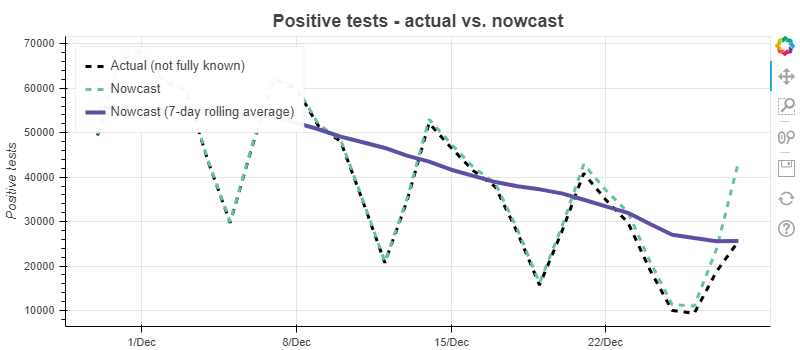 Positive tests - actual vs. nowcast
70000
60000
50000
40000
30000
20000
10000
Positive tests
Actual (not fully known)
Nowcast
Nowcast (7-day rolling average)
1/Dec
8/Dec
15/Dec
22/Dec